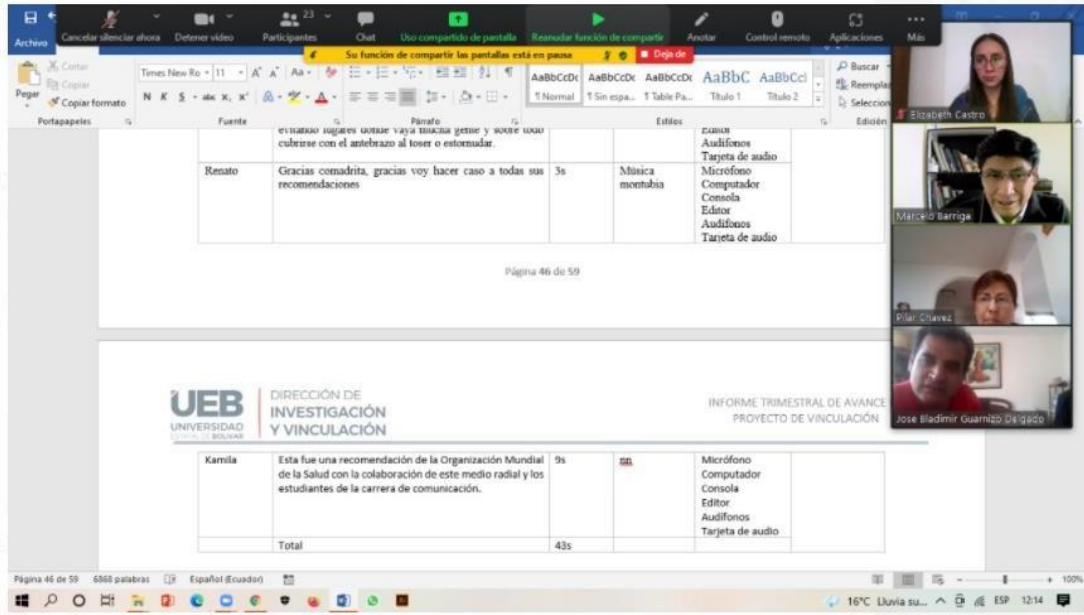 Archivo
Cancelar silenciar ahora
Detener video
23
Participantes
Chat
Uso compartido de pantalla
Reanudar función de compartir
Anotar
Control remoto
Aplicaciones
Más
Su función de compartir las pantallas está en pausa
Deja de
Pegar
Cortar
Copiar
Copiar formato
Times New Ro
11
N K S
AaBbCcDc AaBbCcDc AaBbCcDc AaBbC AaBbCcl
¶ Normal ¶ Sin espa... ¶ Table Pa... Título 1 Título 2
Buscar
Reemplaz
Seleccion
Portapapeles
Fuente
Párrafo
Estilos
Edición
Elizabeth Castro
Marcelo Barriga
Pilar Chavez
Jose Bladimir Guarnizo Delgado
evitando lugares donde vaya mucha gente y sobre todo
cubrirse con el antebrazo al toser o estornudar.
Editor
Audífonos
Tarjeta de audio
Renato
Gracias comadrita, gracias voy hacer caso a todas sus
recomendaciones
3s
Música
montubia
Micrófono
Computador
Consola
Editor
Audífonos
Tarjeta de audio
Página 46 de 59
UEB
UNIVERSIDAD
ESTATAL DE BOLÍVAR
DIRECCIÓN DE
INVESTIGACIÓN
Y VINCULACIÓN
INFORME TRIMESTRAL DE AVANCE
PROYECTO DE VINCULACIÓN
Kamila
Esta fue una recomendación de la Organización Mundial
de la Salud con la colaboración de este medio radial y los
estudiantes de la carrera de comunicación.
9s
nn
Micrófono
Computador
Consola
Editor
Audífonos
Tarjeta de audio
Total
43s
Página 46 de 59
6868 palabras
Español (Ecuador)
100%
16°C Lluvia su...
ESP
12:14